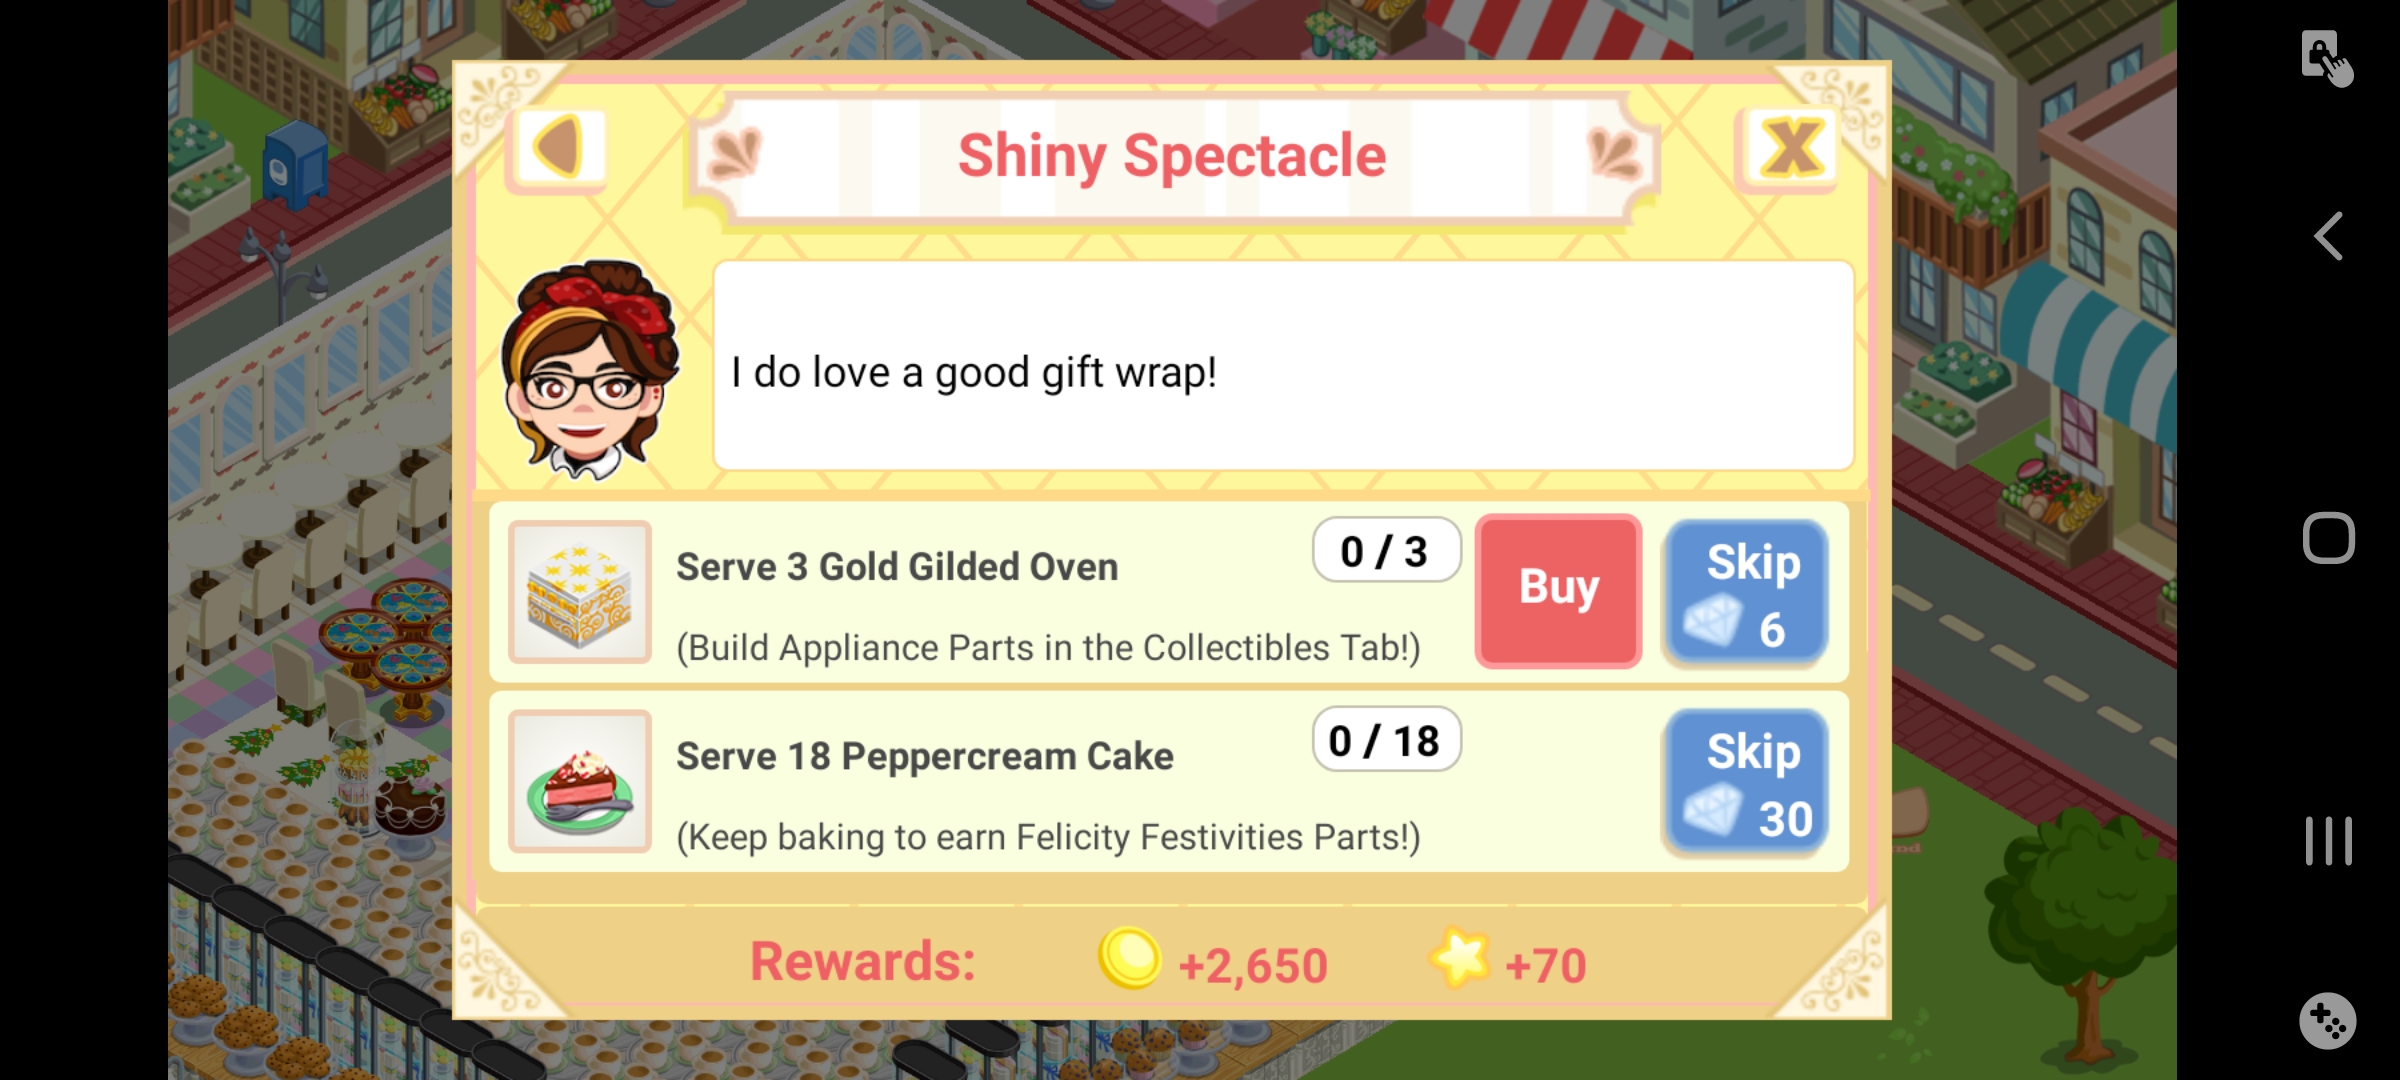 Shiny Spectacle
I do love a good gift wrap!
Serve 3 Gold Gilded Oven
0 / 3
Buy
Skip
6
(Build Appliance Parts in the Collectibles Tab!)
Serve 18 Peppercream Cake
0 / 18
Skip
30
(Keep baking to earn Felicity Festivities Parts!)
Rewards:
+2,650
+70